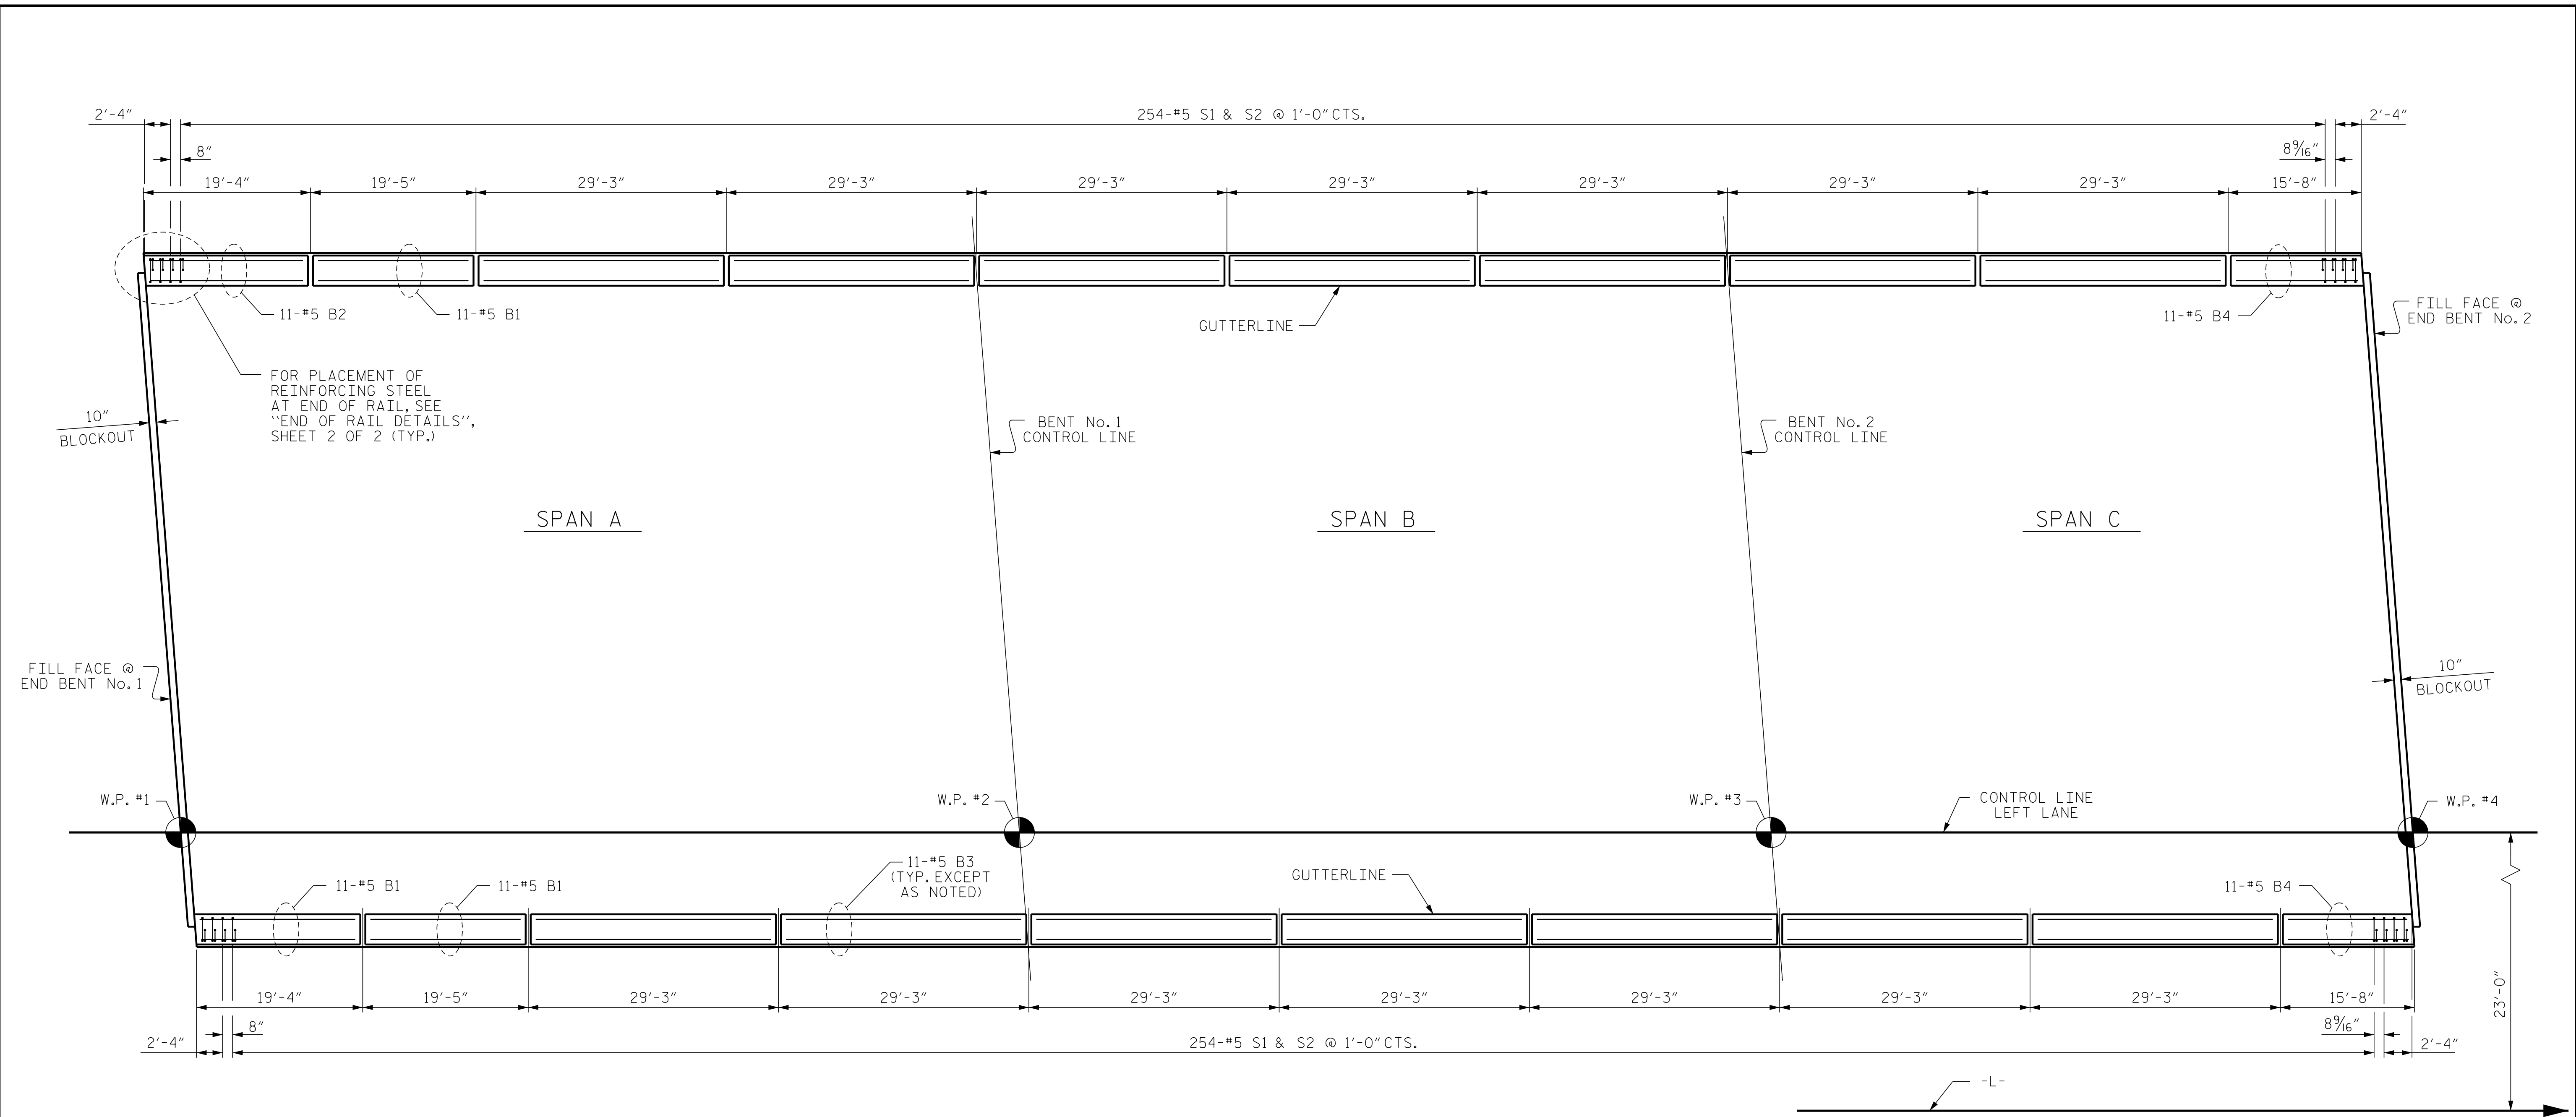 254-#5 S1 & S2 @ 1'-0" CTS.
2'-4"
2'-4"
8"
8 9/16"
19'-4"
19'-5"
29'-3"
29'-3"
29'-3"
29'-3"
29'-3"
29'-3"
29'-3"
15'-8"
11-#5 B2
11-#5 B1
GUTTERLINE
11-#5 B4
FILL FACE @
END BENT No. 2
FOR PLACEMENT OF
REINFORCING STEEL
AT END OF RAIL, SEE
``END OF RAIL DETAILS'',
SHEET 2 OF 2 (TYP.)
10"
BLOCKOUT
BENT No. 1
CONTROL LINE
BENT No. 2
CONTROL LINE
SPAN A
SPAN B
SPAN C
FILL FACE @
END BENT No. 1
10"
BLOCKOUT
W.P. #1
W.P. #2
W.P. #3
CONTROL LINE
LEFT LANE
W.P. #4
11-#5 B1
11-#5 B1
11-#5 B3
(TYP. EXCEPT
AS NOTED)
GUTTERLINE
11-#5 B4
19'-4"
19'-5"
29'-3"
29'-3"
29'-3"
29'-3"
29'-3"
29'-3"
29'-3"
15'-8"
23'-0"
8"
8 9/16"
2'-4"
254-#5 S1 & S2 @ 1'-0" CTS.
2'-4"
-L-